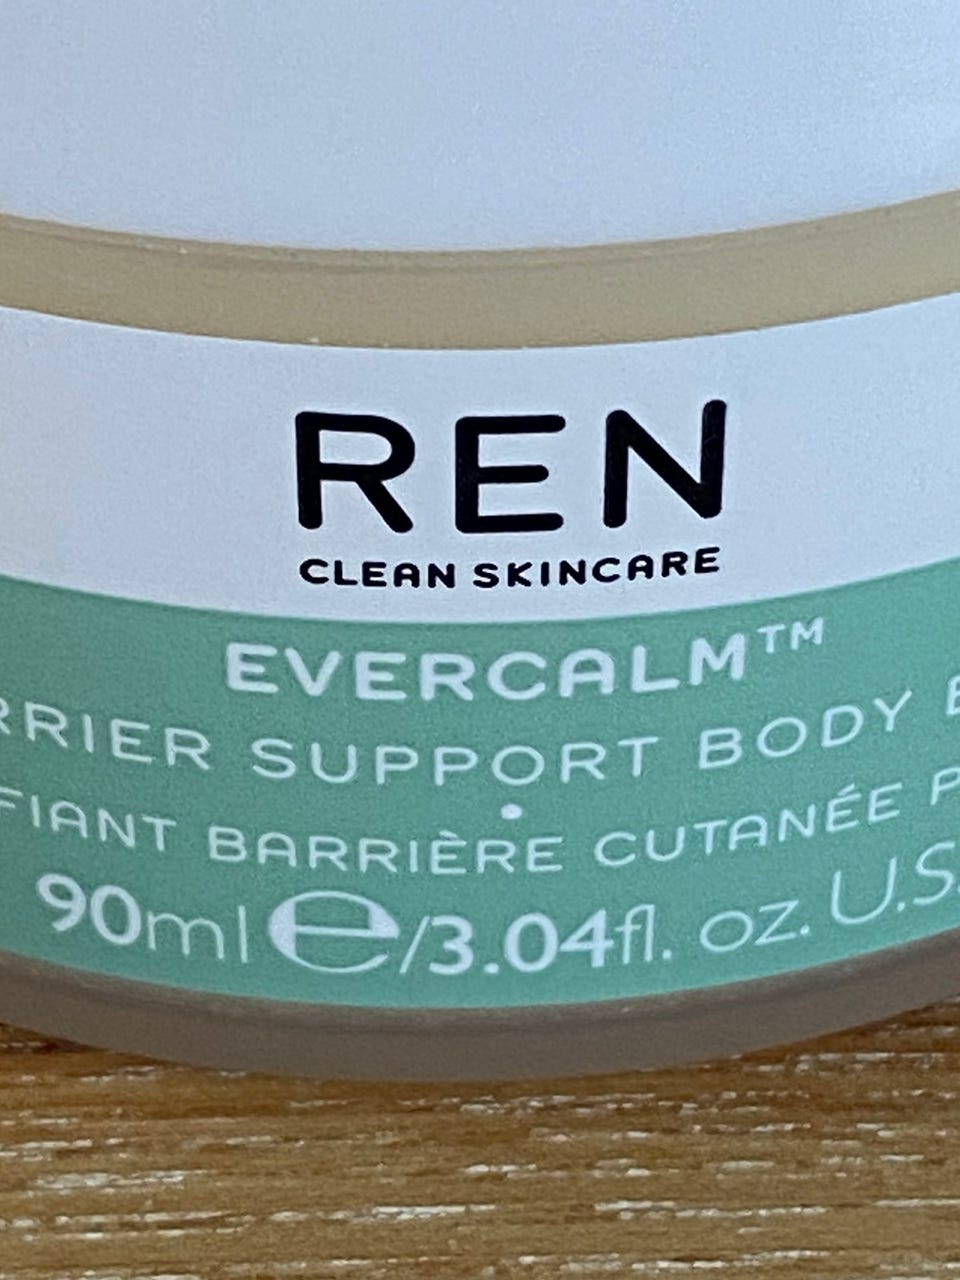 REN
CLEAN SKINCARE
EVERCALM™
RRIER SUPPORT BODY B
FIANT BARRIÈRE CUTANÉE P
90ml ℮/3.04fl. oz. U.S.